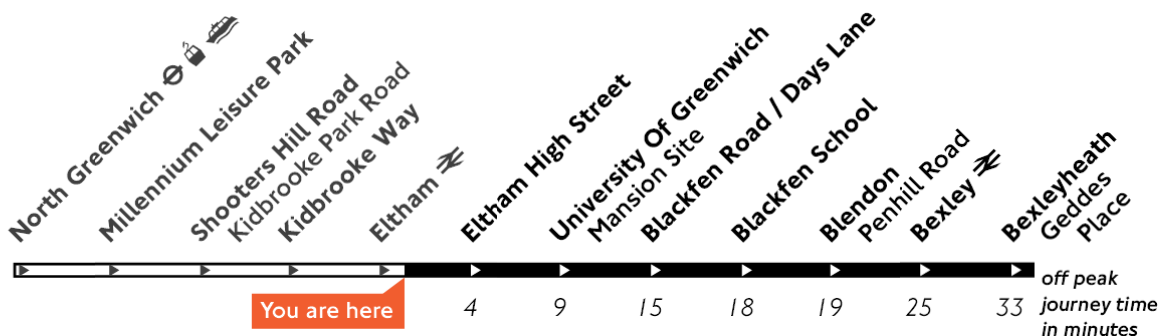 North Greenwich
Millennium Leisure Park
Shooters Hill Road
Kidbrooke Park Road
Kidbrooke Way
Eltham
Eltham High Street
University Of Greenwich
Mansion Site
Blackfen Road / Days Lane
Blackfen School
Blendon
Penhill Road
Bexley
Bexleyheath
Geddes
Place
You are here
4 9 15 18 19 25 33
off peak
journey time
in minutes